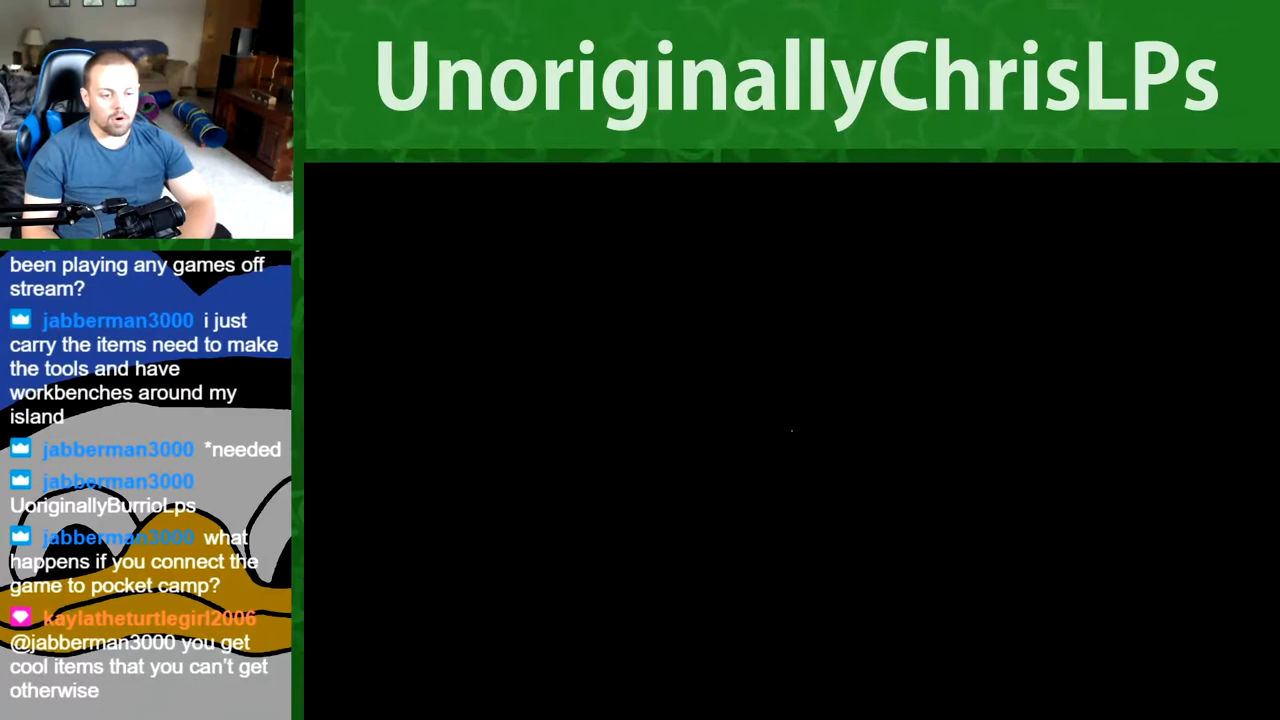 UnoriginallyChrisLPs
been playing any games off
stream?
jabberman3000 i just
carry the items need to make
the tools and have
workbenches around my
island
jabberman3000 *needed
jabberman3000
UoriginallyBurrioLps
jabberman3000 what
happens if you connect the
game to pocket camp?
kaylatheturtlegirl2006
@jabberman3000 you get
cool items that you can't get
otherwise